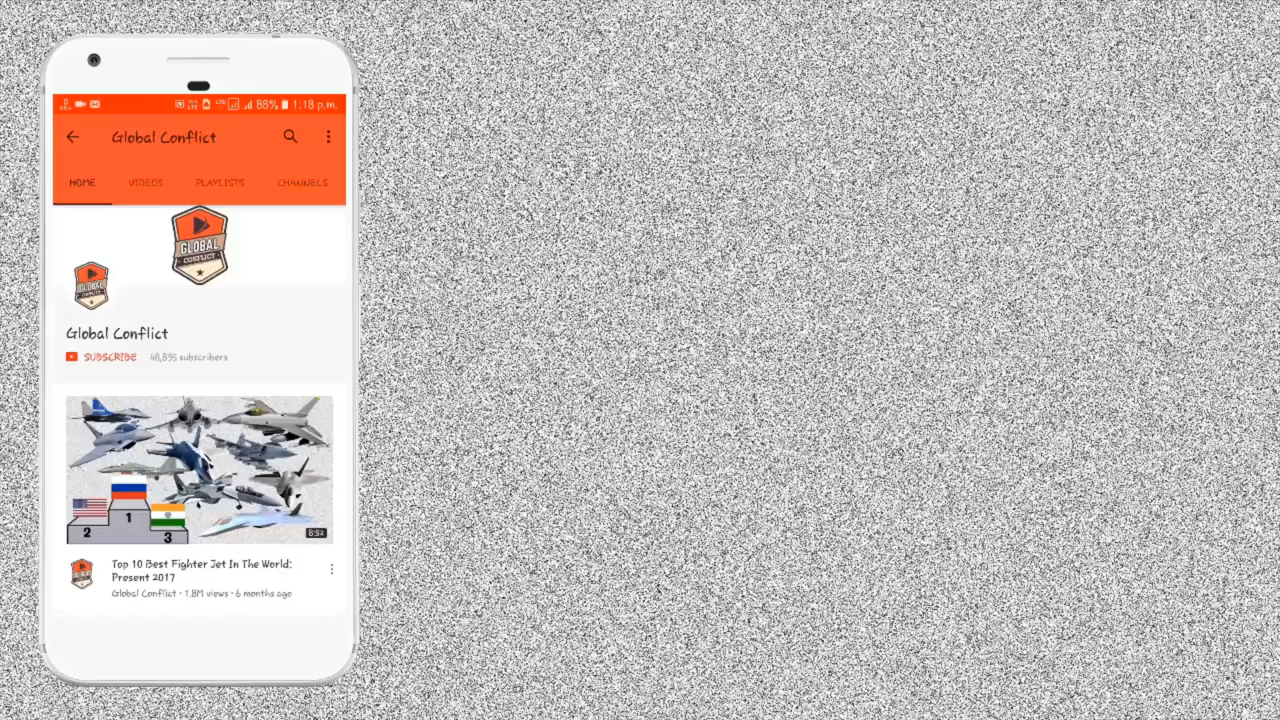 88% 1:18 p.m.
Global Conflict
HOME VIDEOS PLAYLISTS CHANNELS
GLOBAL
CONFLICT
GLOBAL
CONFLICT
Global Conflict
SUBSCRIBE 48,835 subscribers
2 1 3
8:52
Top 10 Best Fighter Jet In The World:
Present 2017
Global Conflict • 1.8M views • 6 months ago